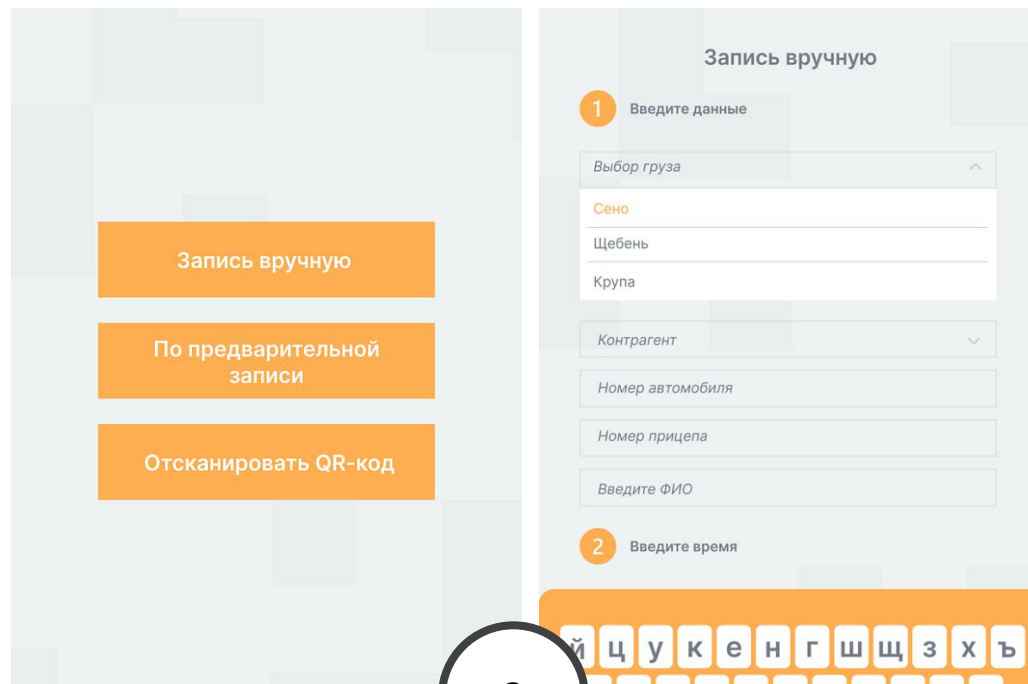 Запись вручную
По предварительной
записи
Отсканировать QR-код
Запись вручную
1 Введите данные
Выбор груза
Сено
Щебень
Крупа
Контрагент
Номер автомобиля
Номер прицепа
Введите ФИО
2 Введите время
й ц у к е н г ш щ з х ъ